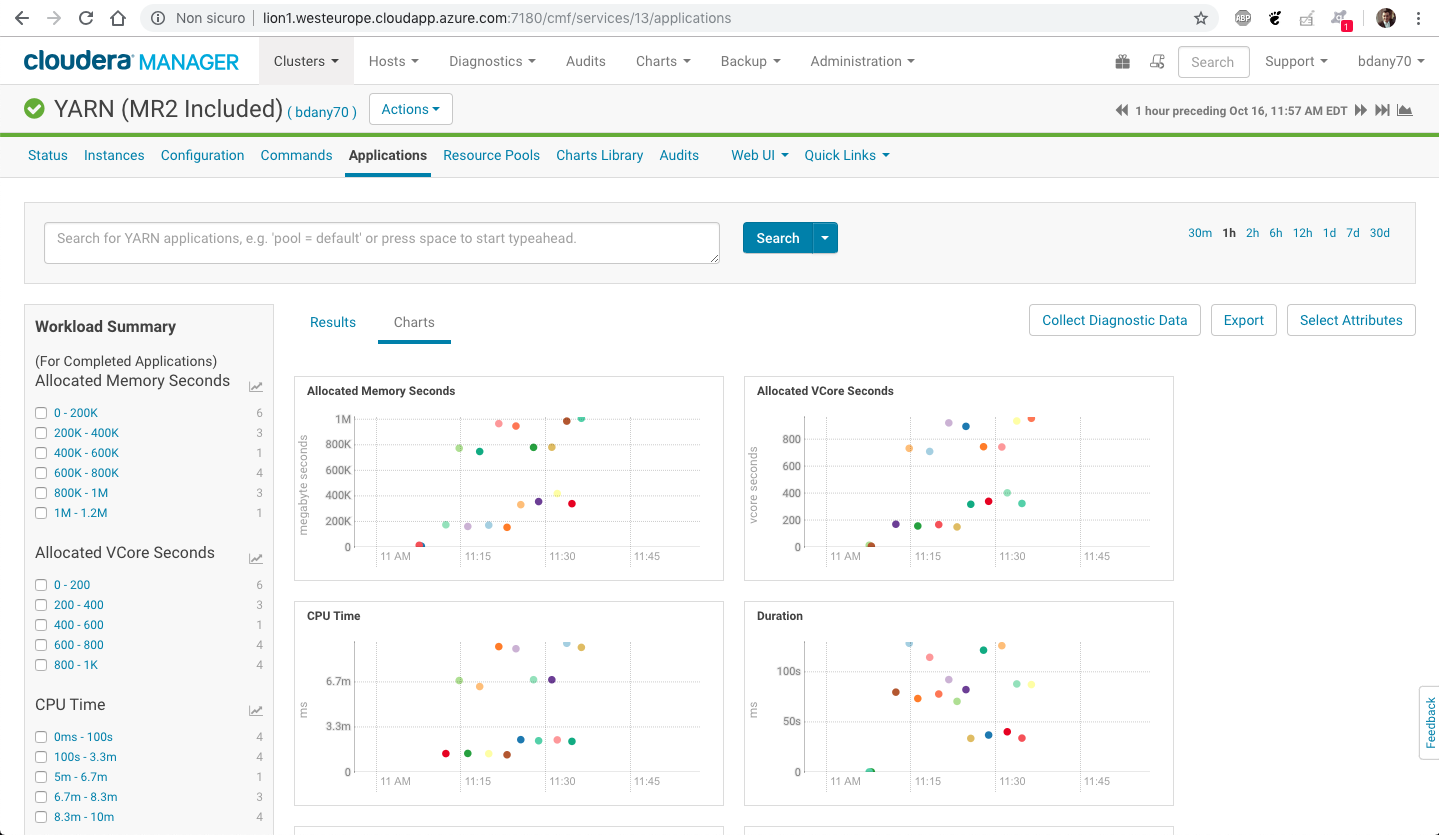 Non sicuro | lion1.westeurope.cloudapp.azure.com:7180/cmf/services/13/applications
ABP
1
cloudera MANAGER
Clusters
Hosts
Diagnostics
Audits
Charts
Backup
Administration
Search
Support
bdany70
YARN (MR2 Included) ( bdany70 )
Actions
1 hour preceding Oct 16, 11:57 AM EDT
Status
Instances
Configuration
Commands
Applications
Resource Pools
Charts Library
Audits
Web UI
Quick Links
Search for YARN applications, e.g. 'pool = default' or press space to start typeahead.
Search
30m 1h 2h 6h 12h 1d 7d 30d
Workload Summary
(For Completed Applications)
Allocated Memory Seconds
0 - 200K 6
200K - 400K 3
400K - 600K 1
600K - 800K 4
800K - 1M 3
1M - 1.2M 1
Allocated VCore Seconds
0 - 200 6
200 - 400 3
400 - 600 1
600 - 800 4
800 - 1K 4
CPU Time
0ms - 100s 4
100s - 3.3m 4
5m - 6.7m 1
6.7m - 8.3m 3
8.3m - 10m 4
Results
Charts
Collect Diagnostic Data
Export
Select Attributes
Allocated Memory Seconds
megabyte seconds
1M
800K
600K
400K
200K
0
11 AM 11:15 11:30 11:45
Allocated VCore Seconds
vcore seconds
800
600
400
200
0
11 AM 11:15 11:30 11:45
CPU Time
ms
6.7m
3.3m
0
11 AM 11:15 11:30 11:45
Duration
ms
100s
50s
0
11 AM 11:15 11:30 11:45
Feedback